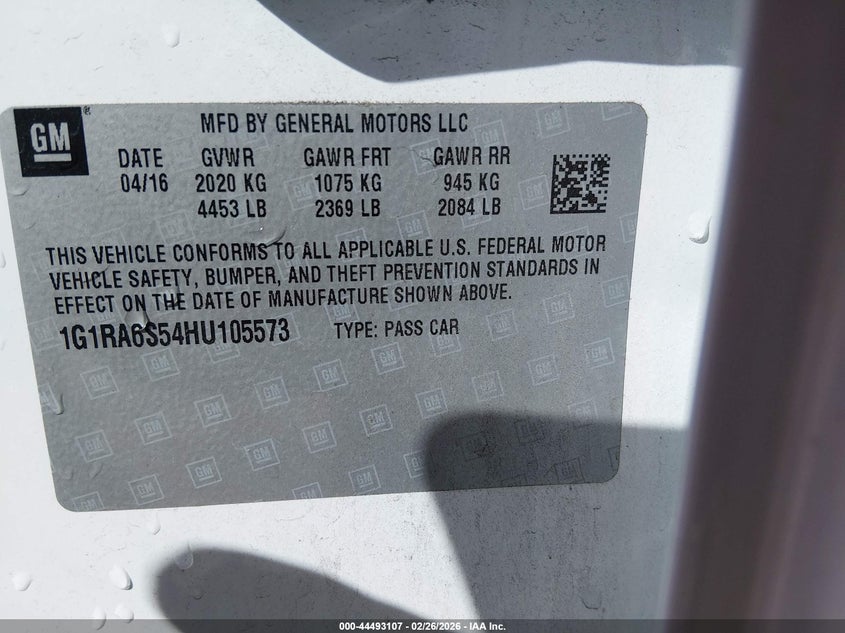 GM
MFD BY GENERAL MOTORS LLC
DATE GVWR GAWR FRT GAWR RR
04/16 2020 KG 1075 KG 945 KG
4453 LB 2369 LB 2084 LB
THIS VEHICLE CONFORMS TO ALL APPLICABLE U.S. FEDERAL MOTOR
VEHICLE SAFETY, BUMPER, AND THEFT PREVENTION STANDARDS IN
EFFECT ON THE DATE OF MANUFACTURE SHOWN ABOVE.
1G1RA6S54HU105573 TYPE: PASS CAR
000-44493107 - 02/26/2026 - IAA Inc.